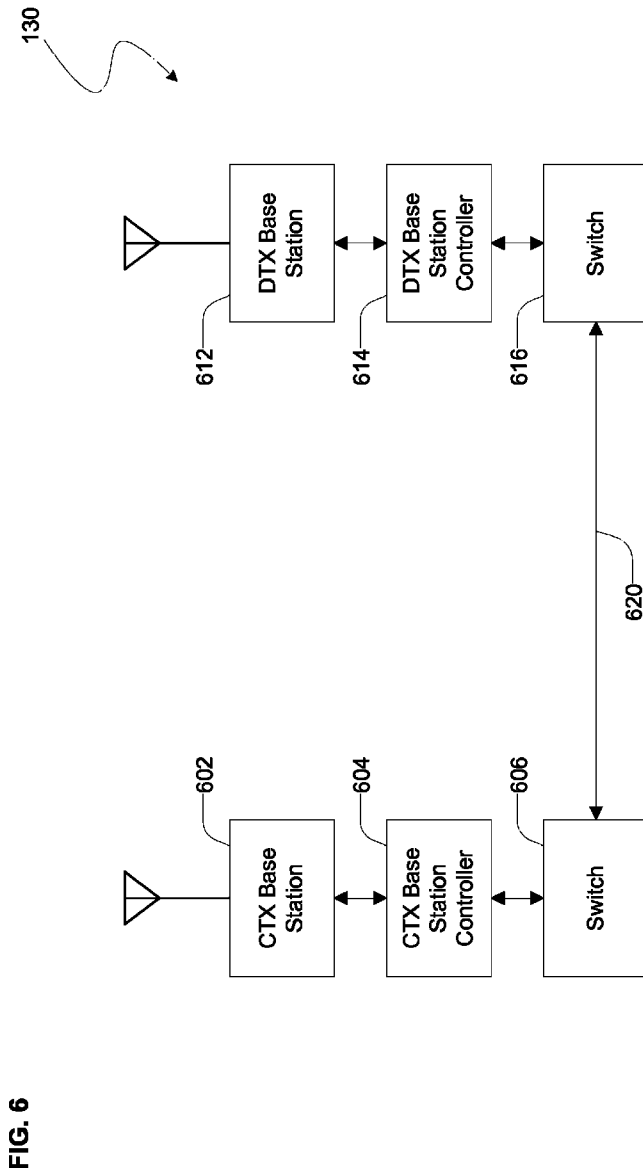 FIG. 6
130
CTX Base
Station
602
CTX Base
Station
Controller
604
Switch
606
DTX Base
Station
612
DTX Base
Station
Controller
614
Switch
616
620